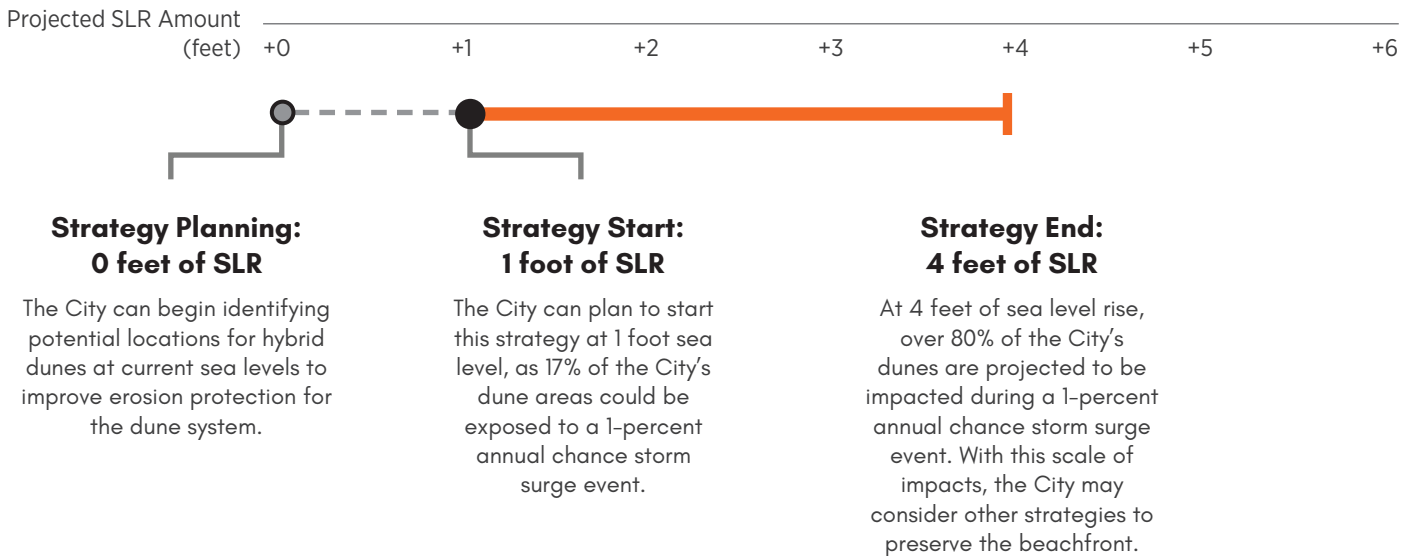 Projected SLR Amount
(feet) +0 +1 +2 +3 +4 +5 +6
Strategy Planning:
0 feet of SLR
The City can begin identifying
potential locations for hybrid
dunes at current sea levels to
improve erosion protection for
the dune system.
Strategy Start:
1 foot of SLR
The City can plan to start
this strategy at 1 foot sea
level, as 17% of the City's
dune areas could be
exposed to a 1-percent
annual chance storm
surge event.
Strategy End:
4 feet of SLR
At 4 feet of sea level rise,
over 80% of the City's
dunes are projected to be
impacted during a 1-percent
annual chance storm surge
event. With this scale of
impacts, the City may
consider other strategies to
preserve the beachfront.